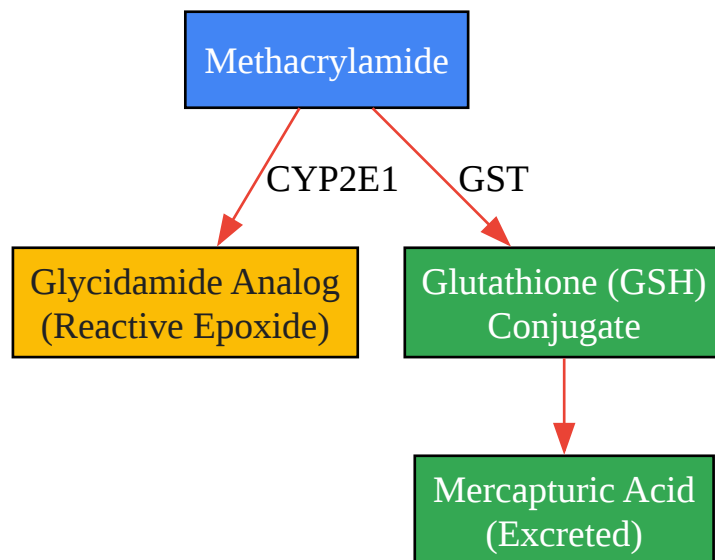 Methacrylamide
CYP2E1
GST
Glycidamide Analog
(Reactive Epoxide)
Glutathione (GSH)
Conjugate
Mercapturic Acid
(Excreted)